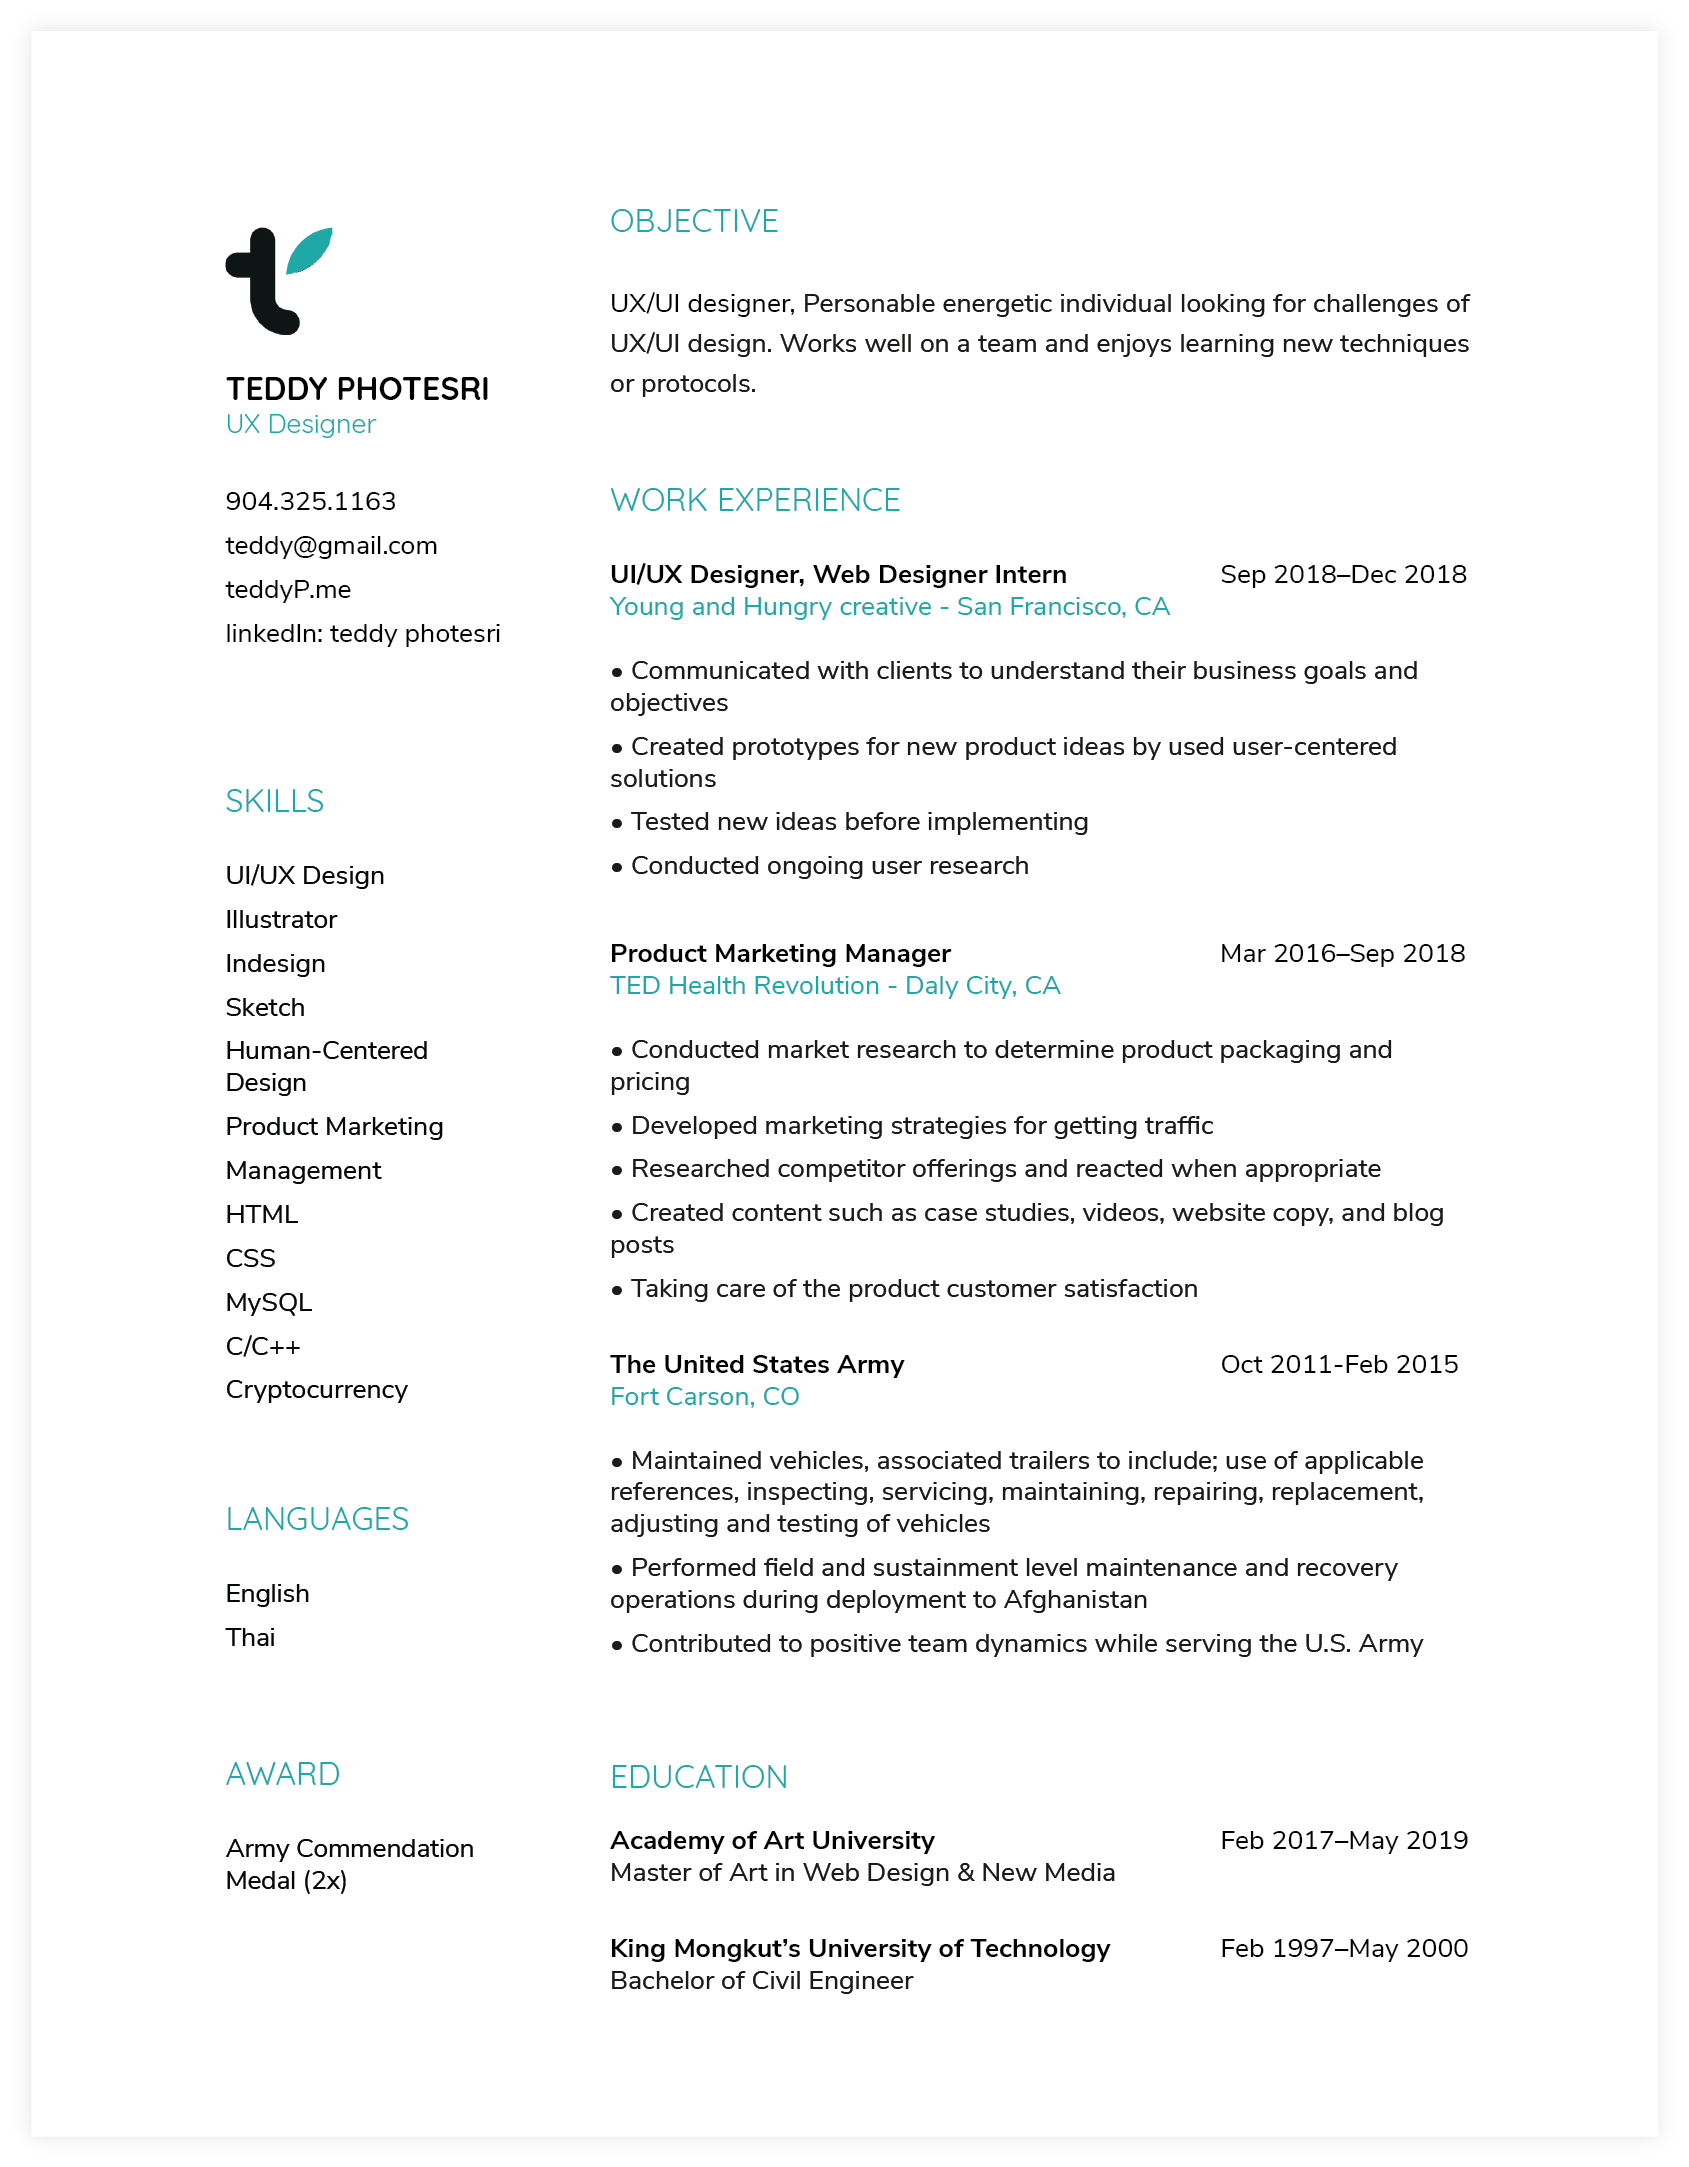 TEDDY PHOTESRI
UX Designer
904.325.1163
teddy@gmail.com
teddyP.me
linkedIn: teddy photesri
SKILLS
UI/UX Design
Illustrator
Indesign
Sketch
Human-Centered
Design
Product Marketing
Management
HTML
CSS
MySQL
C/C++
Cryptocurrency
LANGUAGES
English
Thai
AWARD
Army Commendation
Medal (2x)
OBJECTIVE
UX/UI designer, Personable energetic individual looking for challenges of
UX/UI design. Works well on a team and enjoys learning new techniques
or protocols.
WORK EXPERIENCE
UI/UX Designer, Web Designer Intern Sep 2018–Dec 2018
Young and Hungry creative - San Francisco, CA
• Communicated with clients to understand their business goals and
objectives
• Created prototypes for new product ideas by used user-centered
solutions
• Tested new ideas before implementing
• Conducted ongoing user research
Product Marketing Manager Mar 2016–Sep 2018
TED Health Revolution - Daly City, CA
• Conducted market research to determine product packaging and
pricing
• Developed marketing strategies for getting traffic
• Researched competitor offerings and reacted when appropriate
• Created content such as case studies, videos, website copy, and blog
posts
• Taking care of the product customer satisfaction
The United States Army Oct 2011-Feb 2015
Fort Carson, CO
• Maintained vehicles, associated trailers to include; use of applicable
references, inspecting, servicing, maintaining, repairing, replacement,
adjusting and testing of vehicles
• Performed field and sustainment level maintenance and recovery
operations during deployment to Afghanistan
• Contributed to positive team dynamics while serving the U.S. Army
EDUCATION
Academy of Art University Feb 2017–May 2019
Master of Art in Web Design & New Media
King Mongkut’s University of Technology Feb 1997–May 2000
Bachelor of Civil Engineer